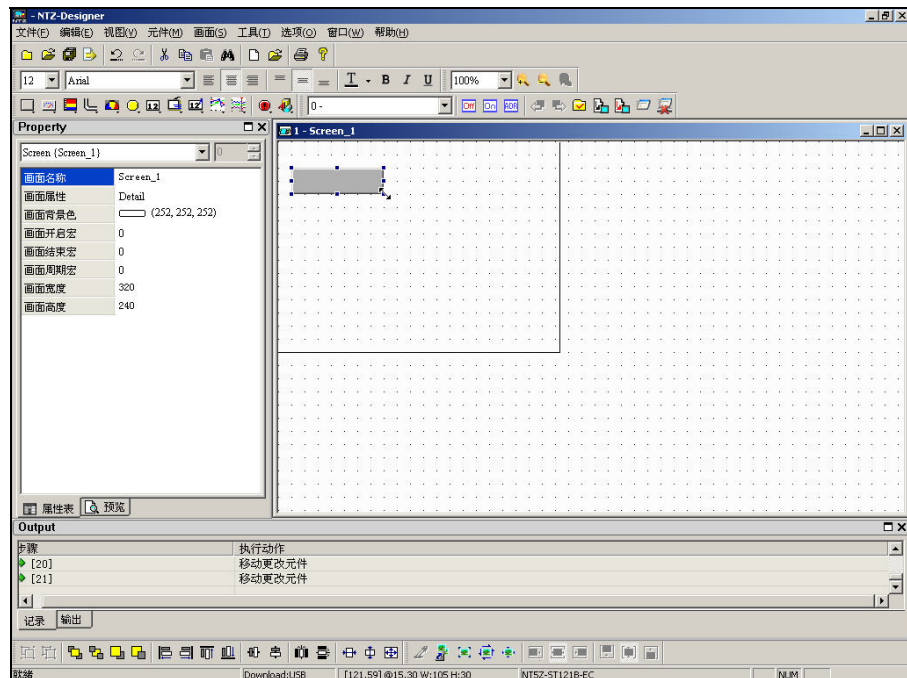 - NTZ-Designer
文件(F) 编辑(E) 视图(V) 元件(M) 画面(S) 工具(T) 选项(O) 窗口(W) 帮助(H)
12 Arial 100%
0 - Off On ADR
Property
1 - Screen_1
Screen {Screen_1} 0
画面名称 Screen_1
画面属性 Detail
画面背景色 (252, 252, 252)
画面开启宏 0
画面结束宏 0
画面周期宏 0
画面宽度 320
画面高度 240
属性表 预览
Output
步骤 执行动作
[20] 移动更改元件
[21] 移动更改元件
记录 输出
就绪 Download:USB [121.59] @15.30 W:105 H:30 NT5Z-ST121B-EC NUM